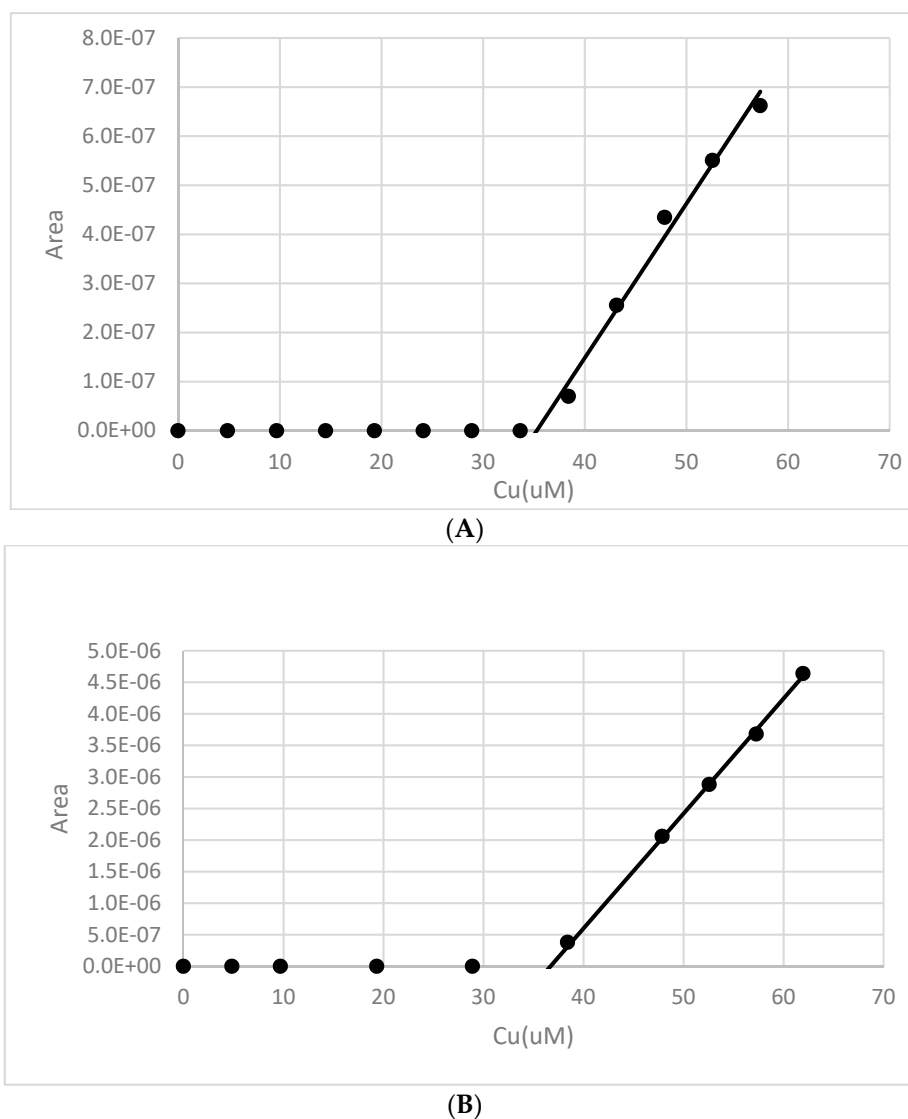 8.0E-07
7.0E-07
6.0E-07
5.0E-07
4.0E-07
3.0E-07
2.0E-07
1.0E-07
0.0E+00
Area
0 10 20 30 40 50 60 70
Cu(uM)
(A)
5.0E-06
4.5E-06
4.0E-06
3.5E-06
3.0E-06
2.5E-06
2.0E-06
1.5E-06
1.0E-06
5.0E-07
0.0E+00
Area
0 10 20 30 40 50 60 70
Cu(uM)
(B)